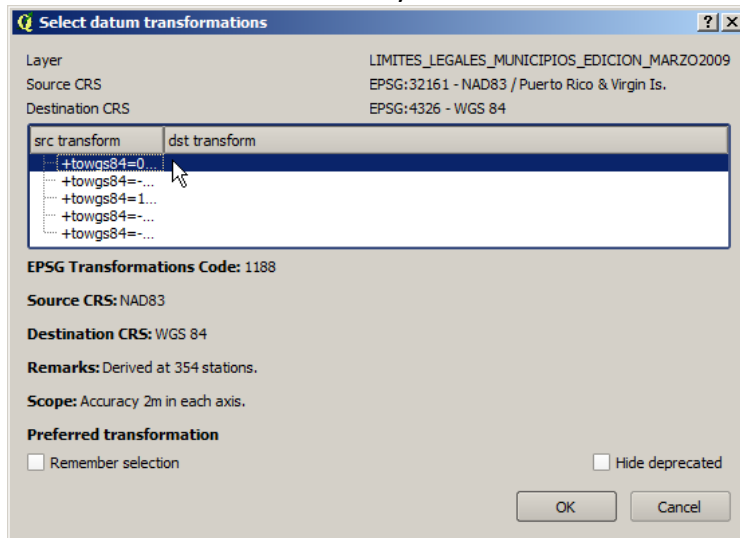 Select datum transformations
Layer LIMITES_LEGALES_MUNICIPIOS_EDICION_MARZO2009
Source CRS EPSG:32161 - NAD83 / Puerto Rico & Virgin Is.
Destination CRS EPSG:4326 - WGS 84
src transform dst transform
+towgs84=0...
+towgs84=-...
+towgs84=1...
+towgs84=-...
+towgs84=-...
EPSG Transformations Code: 1188
Source CRS: NAD83
Destination CRS: WGS 84
Remarks: Derived at 354 stations.
Scope: Accuracy 2m in each axis.
Preferred transformation
Remember selection Hide deprecated
OK Cancel